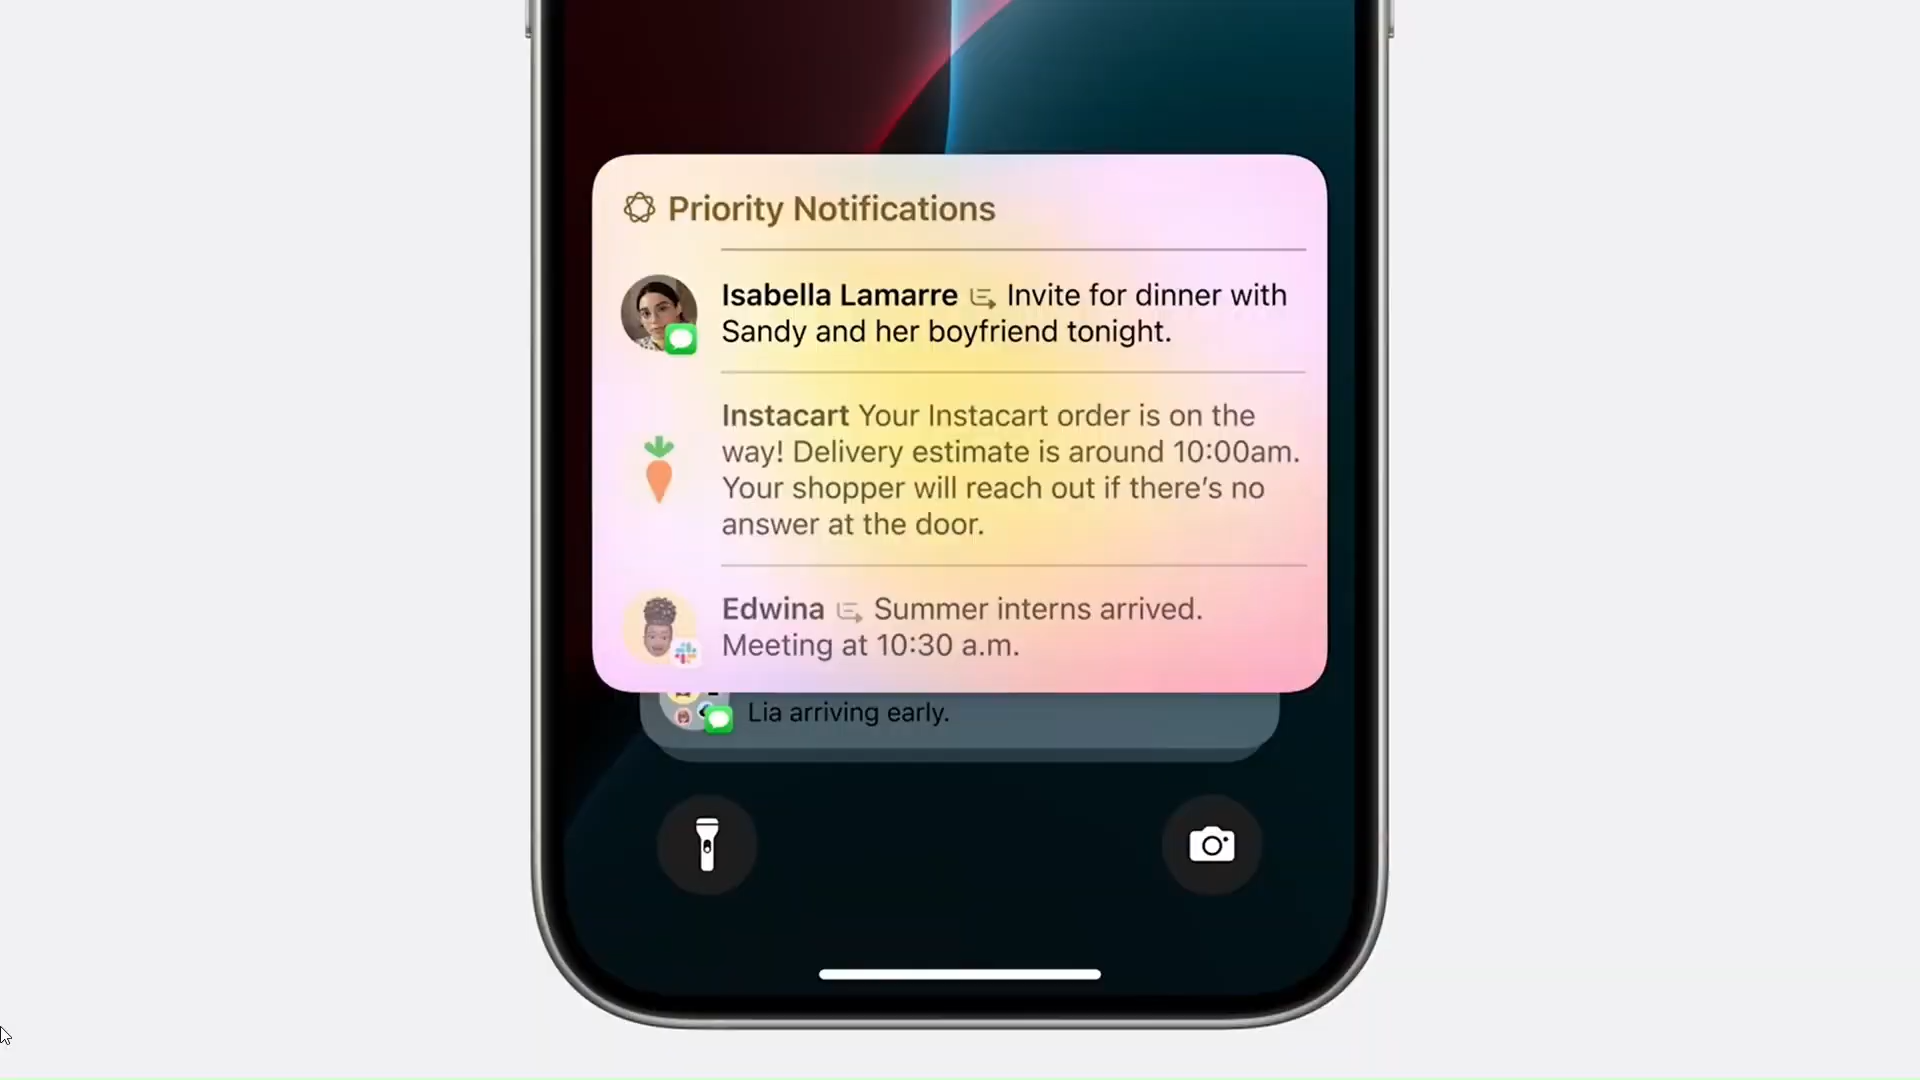 Priority Notifications
Isabella Lamarre Invite for dinner with
Sandy and her boyfriend tonight.
Instacart Your Instacart order is on the
way! Delivery estimate is around 10:00am.
Your shopper will reach out if there’s no
answer at the door.
Edwina Summer interns arrived.
Meeting at 10:30 a.m.
Lia arriving early.